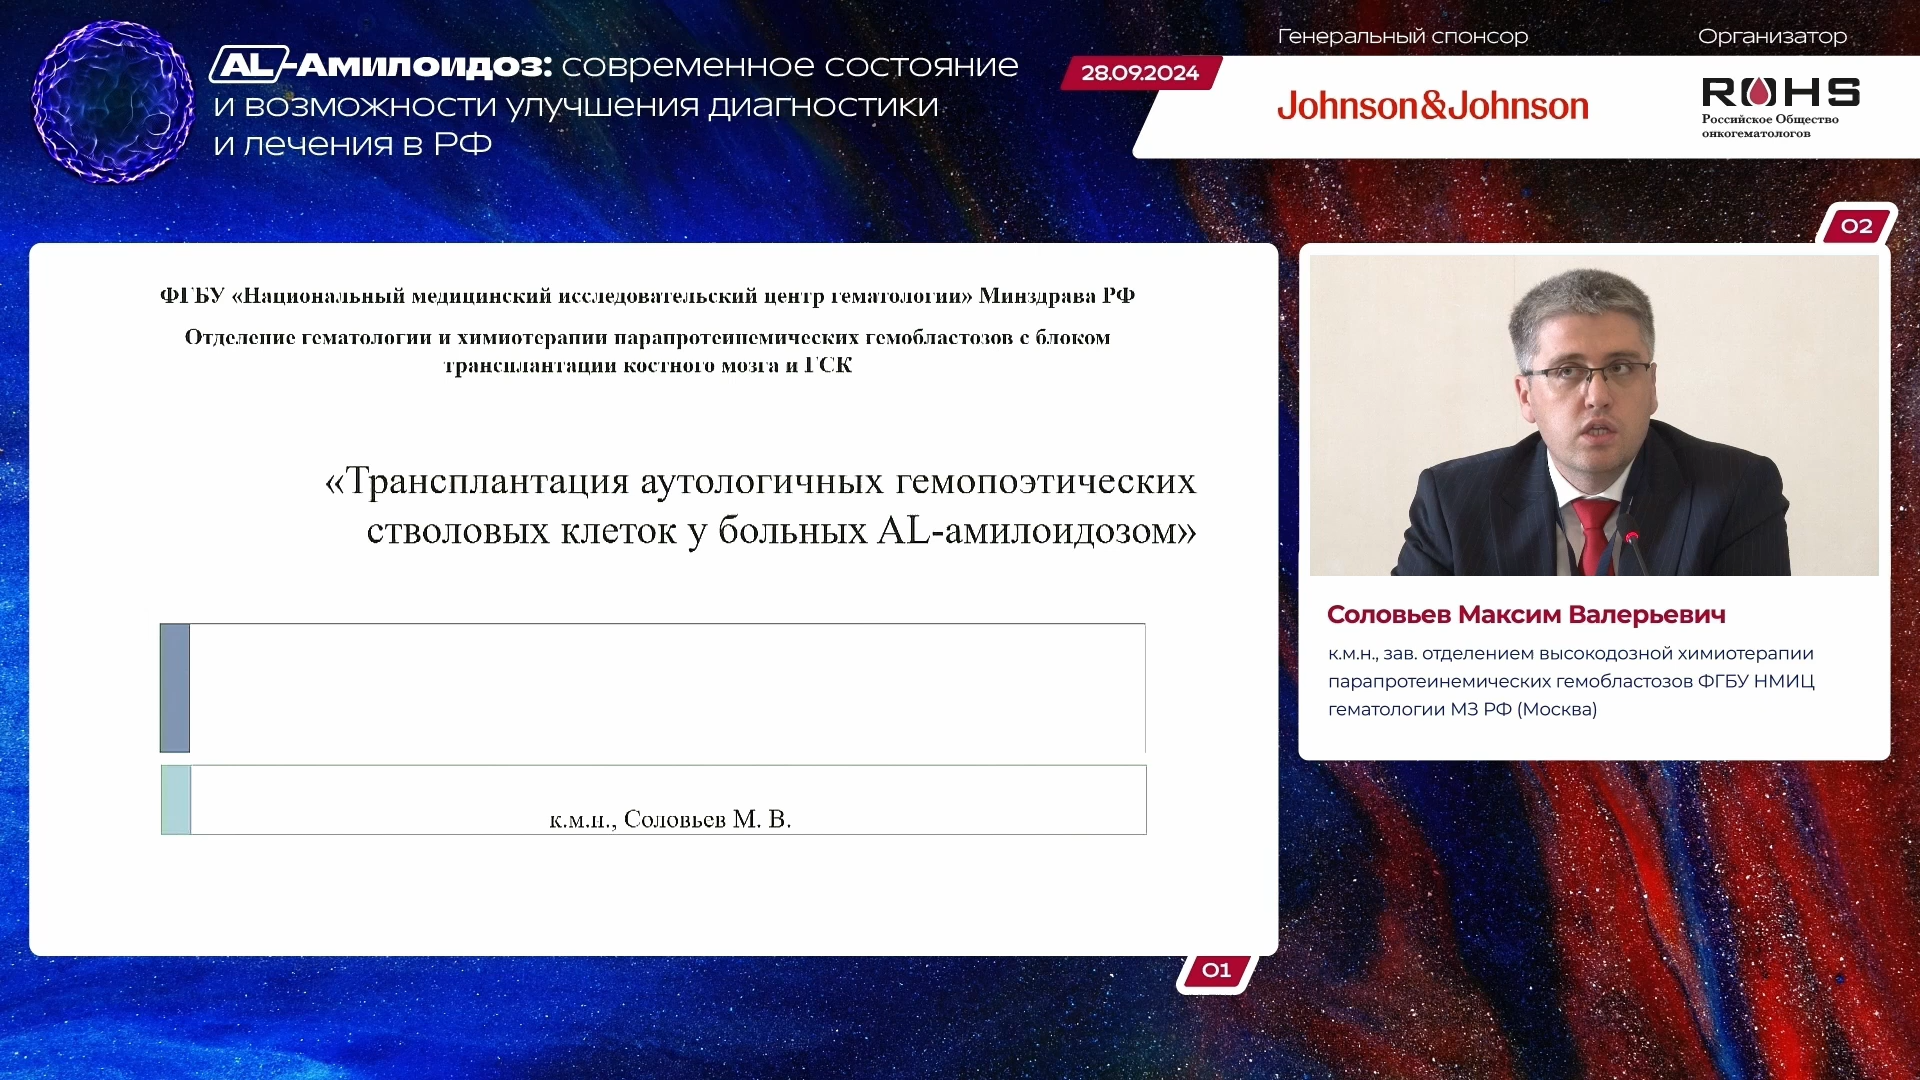 AL-Амилоидоз: современное состояние
и возможности улучшения диагностики
и лечения в РФ
28.09.2024
Генеральный спонсор
Johnson&Johnson
Организатор
ROHS
Российское Общество
онкогематологов
ФГБУ «Национальный медицинский исследовательский центр гематологии» Минздрава РФ
Отделение гематологии и химиотерапии парапротеинемических гемобластозов с блоком
трансплантации костного мозга и ГСК
«Трансплантация аутологичных гемопоэтических
стволовых клеток у больных AL-амилоидозом»
к.м.н., Соловьев М. В.
01
02
Соловьев Максим Валерьевич
к.м.н., зав. отделением высокодозной химиотерапии
парапротеинемических гемобластозов ФГБУ НМИЦ
гематологии МЗ РФ (Москва)